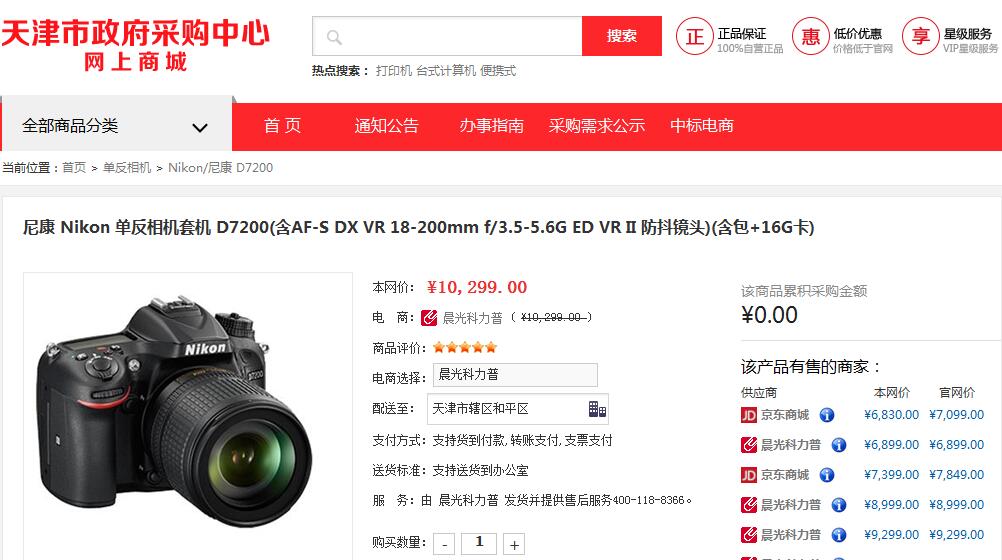 天津市政府采购中心
网上商城
搜索
热点搜索： 打印机 台式计算机 便携式
正 正品保证 100%自营正品
惠 低价优惠 价格低于官网
享 星级服务 VIP星级服务
全部商品分类 首 页 通知公告 办事指南 采购需求公示 中标电商
当前位置：首页 > 单反相机 > Nikon/尼康 D7200
尼康 Nikon 单反相机套机 D7200(含AF-S DX VR 18-200mm f/3.5-5.6G ED VR II 防抖镜头)(含包+16G卡)
Nikon
D7200
本网价： ¥10,299.00
电 商： 晨光科力普 （ ¥10,299.00 ）
商品评价：
电商选择： 晨光科力普
配送至： 天津市辖区和平区
支付方式：支持货到付款,转账支付,支票支付
送货标准：支持送货到办公室
服 务：由 晨光科力普 发货并提供售后服务400-118-8366。
购买数量： - 1 +
该商品累积采购金额
¥0.00
该产品有售的商家：
供应商 本网价 官网价
JD 京东商城 i ¥6,830.00 ¥7,099.00
晨光科力普 i ¥6,899.00 ¥6,899.00
JD 京东商城 i ¥7,399.00 ¥7,849.00
晨光科力普 i ¥8,999.00 ¥8,999.00
晨光科力普 i ¥9,299.00 ¥9,299.00